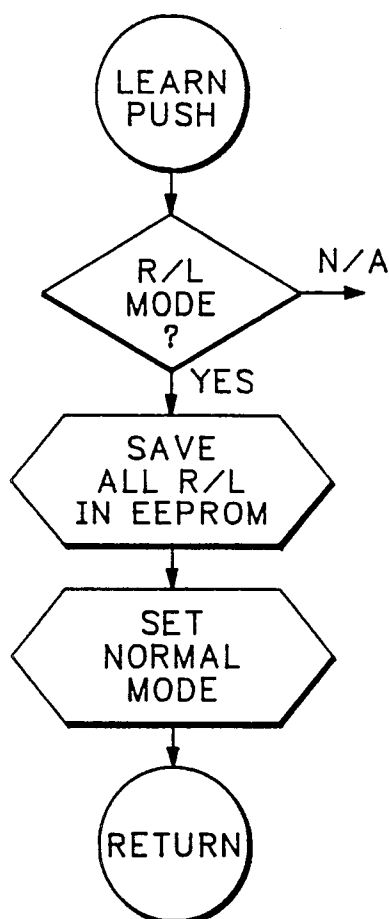 LEARN
PUSH
R/L
MODE
?
N/A
YES
SAVE
ALL R/L
IN EEPROM
SET
NORMAL
MODE
RETURN